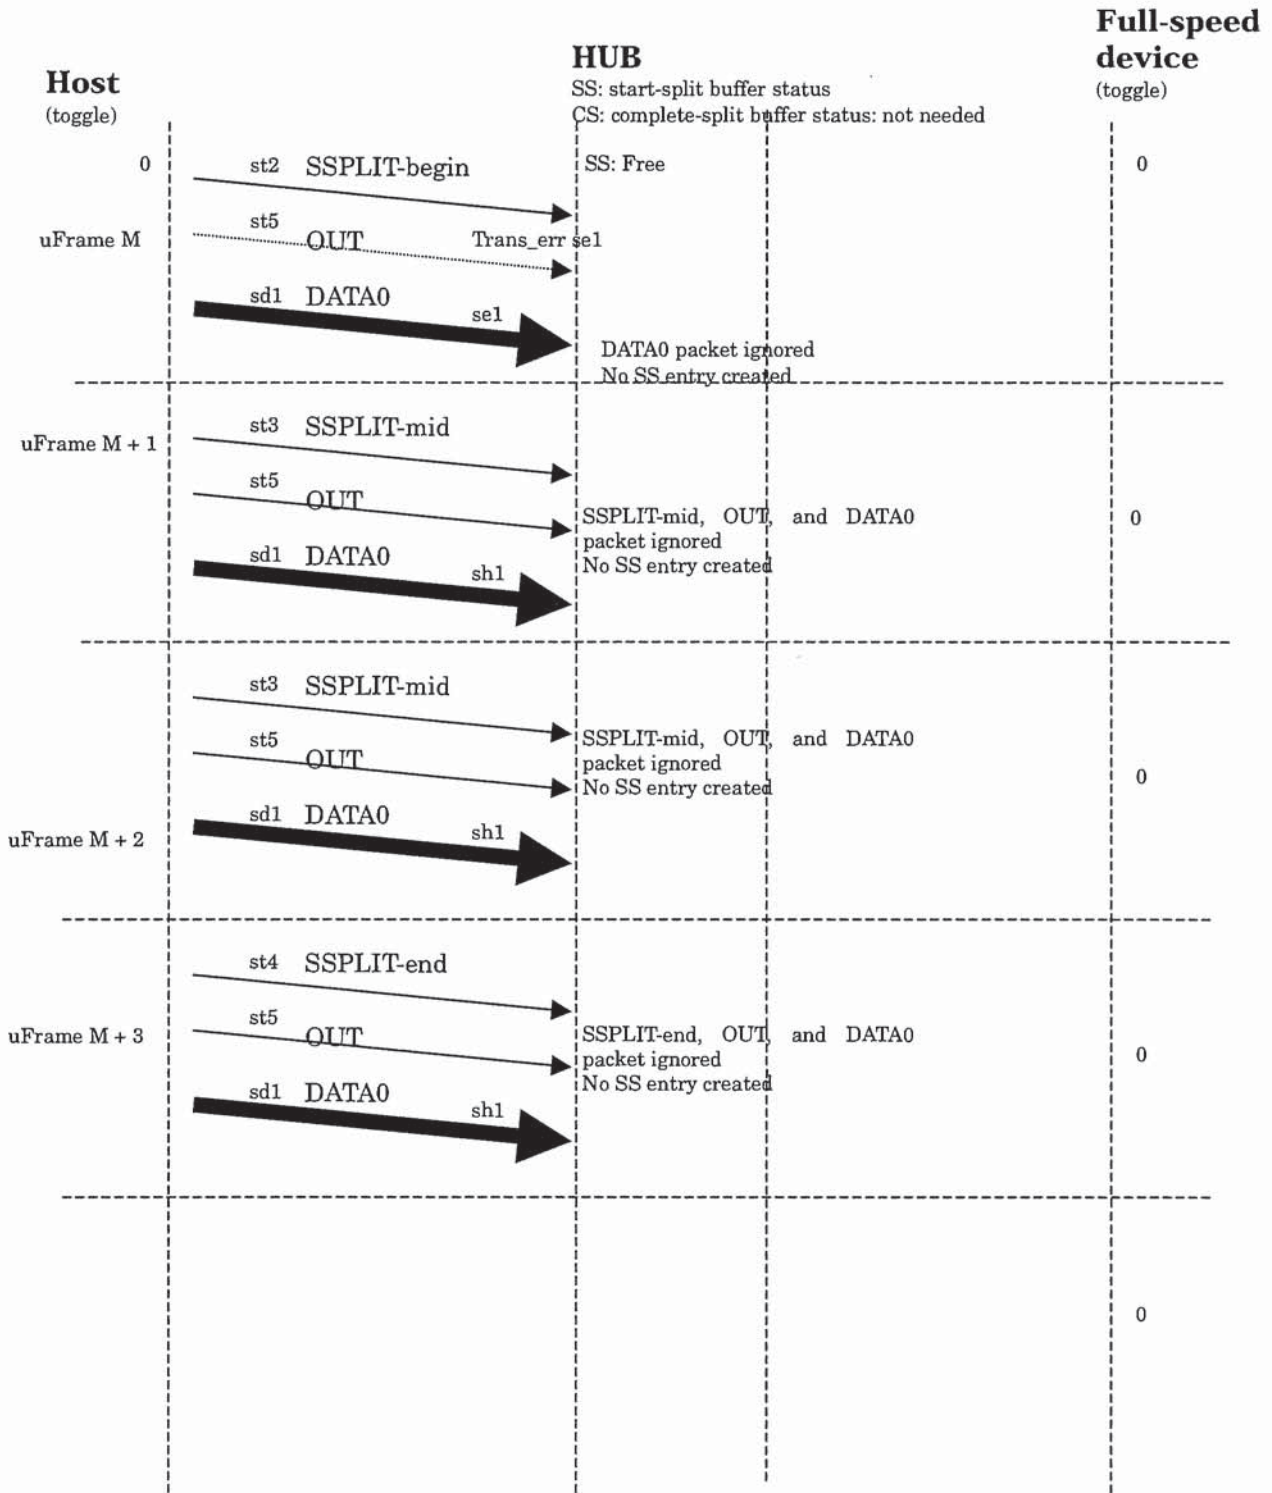 Full-speed
device
(toggle)
HUB
SS: start-split buffer status
CS: complete-split buffer status: not needed
Host
(toggle)
0
st2 SSPLIT-begin
SS: Free
0
st5
uFrame M
OUT
Trans_err se1
sd1 DATA0
se1
DATA0 packet ignored
No SS entry created
st3 SSPLIT-mid
uFrame M + 1
st5
OUT
SSPLIT-mid, OUT, and DATA0
packet ignored
No SS entry created
0
sd1 DATA0
sh1
st3 SSPLIT-mid
st5
OUT
SSPLIT-mid, OUT, and DATA0
packet ignored
No SS entry created
0
sd1 DATA0
sh1
uFrame M + 2
st4 SSPLIT-end
st5
uFrame M + 3
OUT
SSPLIT-end, OUT, and DATA0
packet ignored
No SS entry created
0
sd1 DATA0
sh1
0